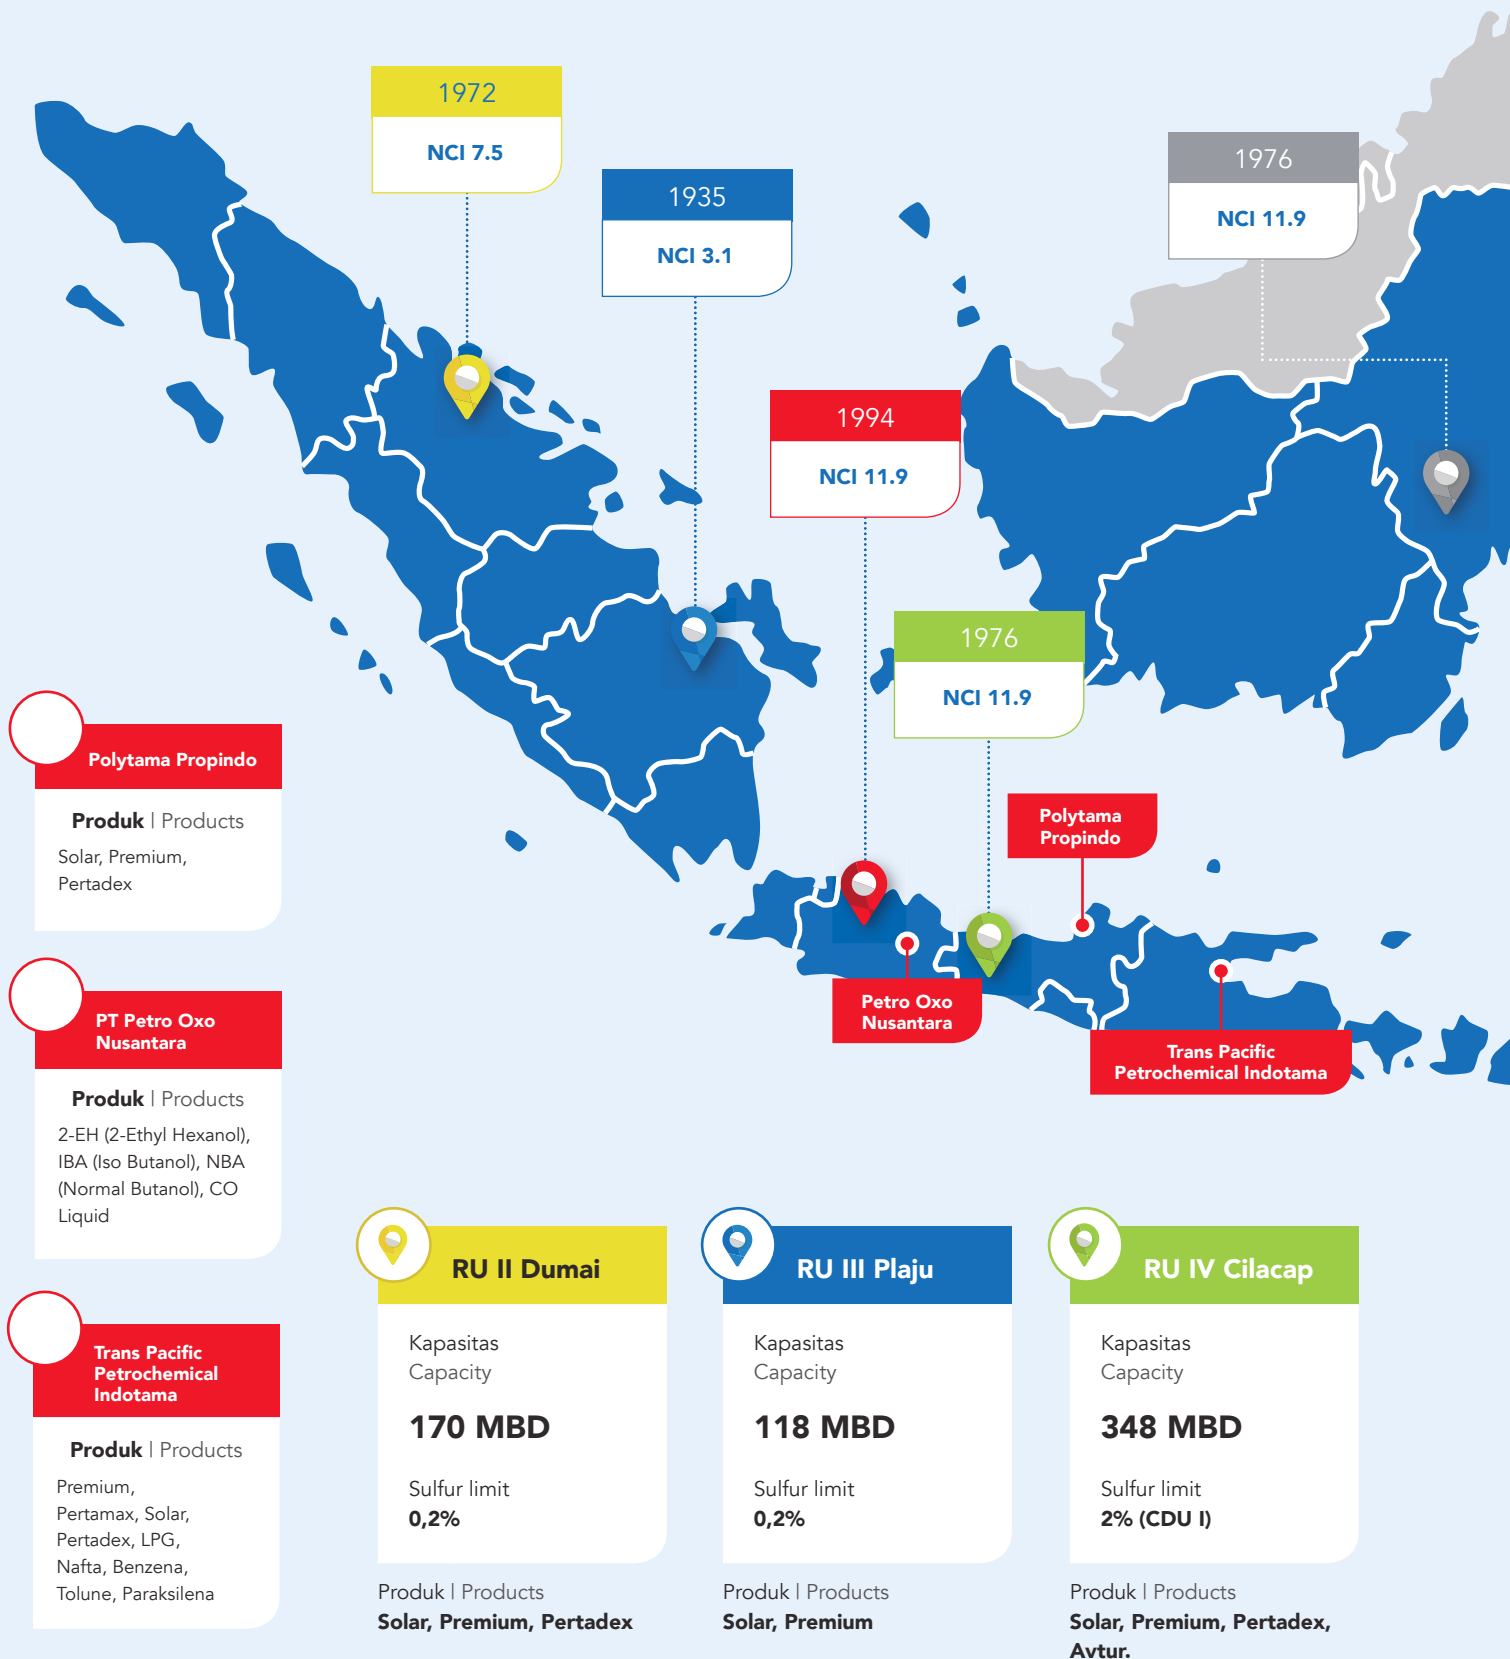 1972
NCI 7.5
1935
NCI 3.1
1976
NCI 11.9
1994
NCI 11.9
1976
NCI 11.9
Polytama
Propindo
Petro Oxo
Nusantara
Trans Pacific
Petrochemical Indotama
Polytama Propindo
Produk | Products
Solar, Premium,
Pertadex
PT Petro Oxo
Nusantara
Produk | Products
2-EH (2-Ethyl Hexanol),
IBA (Iso Butanol), NBA
(Normal Butanol), CO
Liquid
Trans Pacific
Petrochemical
Indotama
Produk | Products
Premium,
Pertamax, Solar,
Pertadex, LPG,
Nafta, Benzena,
Tolune, Paraksilena
RU II Dumai
Kapasitas
Capacity
170 MBD
Sulfur limit
0,2%
Produk | Products
Solar, Premium, Pertadex
RU III Plaju
Kapasitas
Capacity
118 MBD
Sulfur limit
0,2%
Produk | Products
Solar, Premium
RU IV Cilacap
Kapasitas
Capacity
348 MBD
Sulfur limit
2% (CDU I)
Produk | Products
Solar, Premium, Pertadex,
Avtur.